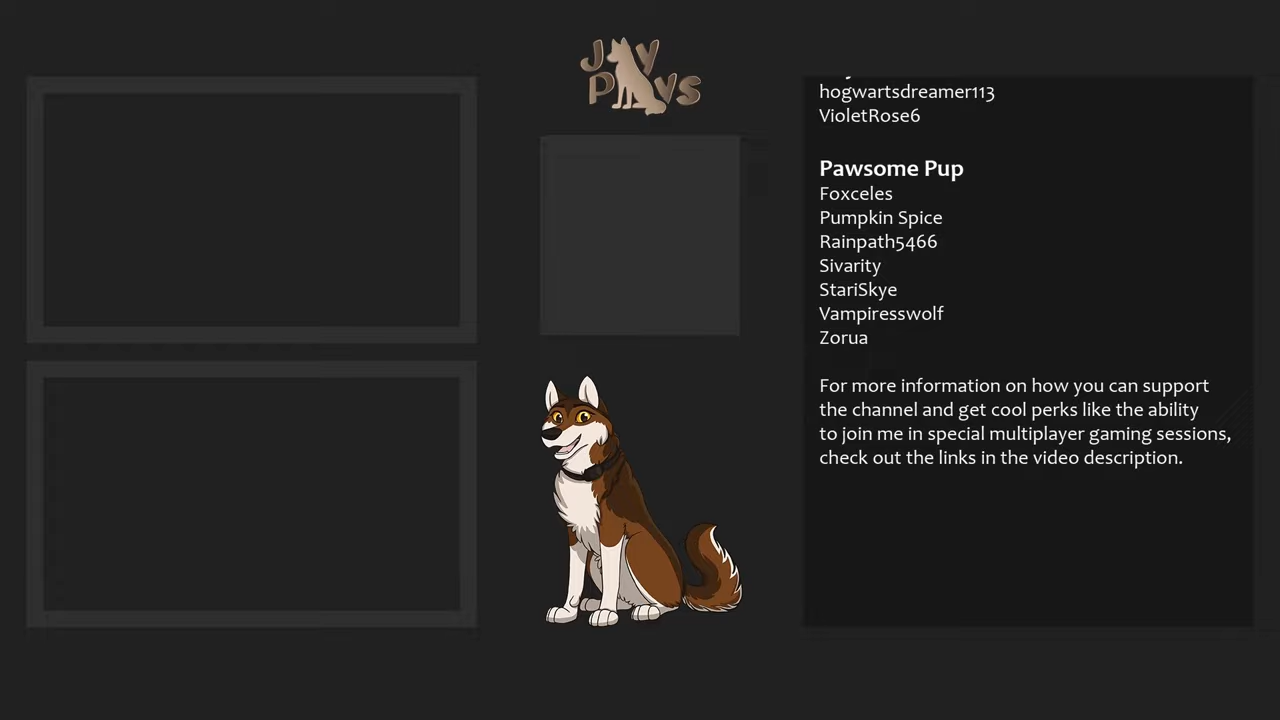 JAY
PAWS
hogwartsdreamer113
VioletRose6
Pawsome Pup
Foxceles
Pumpkin Spice
Rainpath5466
Sivarity
StariSkye
Vampiresswolf
Zorua
For more information on how you can support
the channel and get cool perks like the ability
to join me in special multiplayer gaming sessions,
check out the links in the video description.